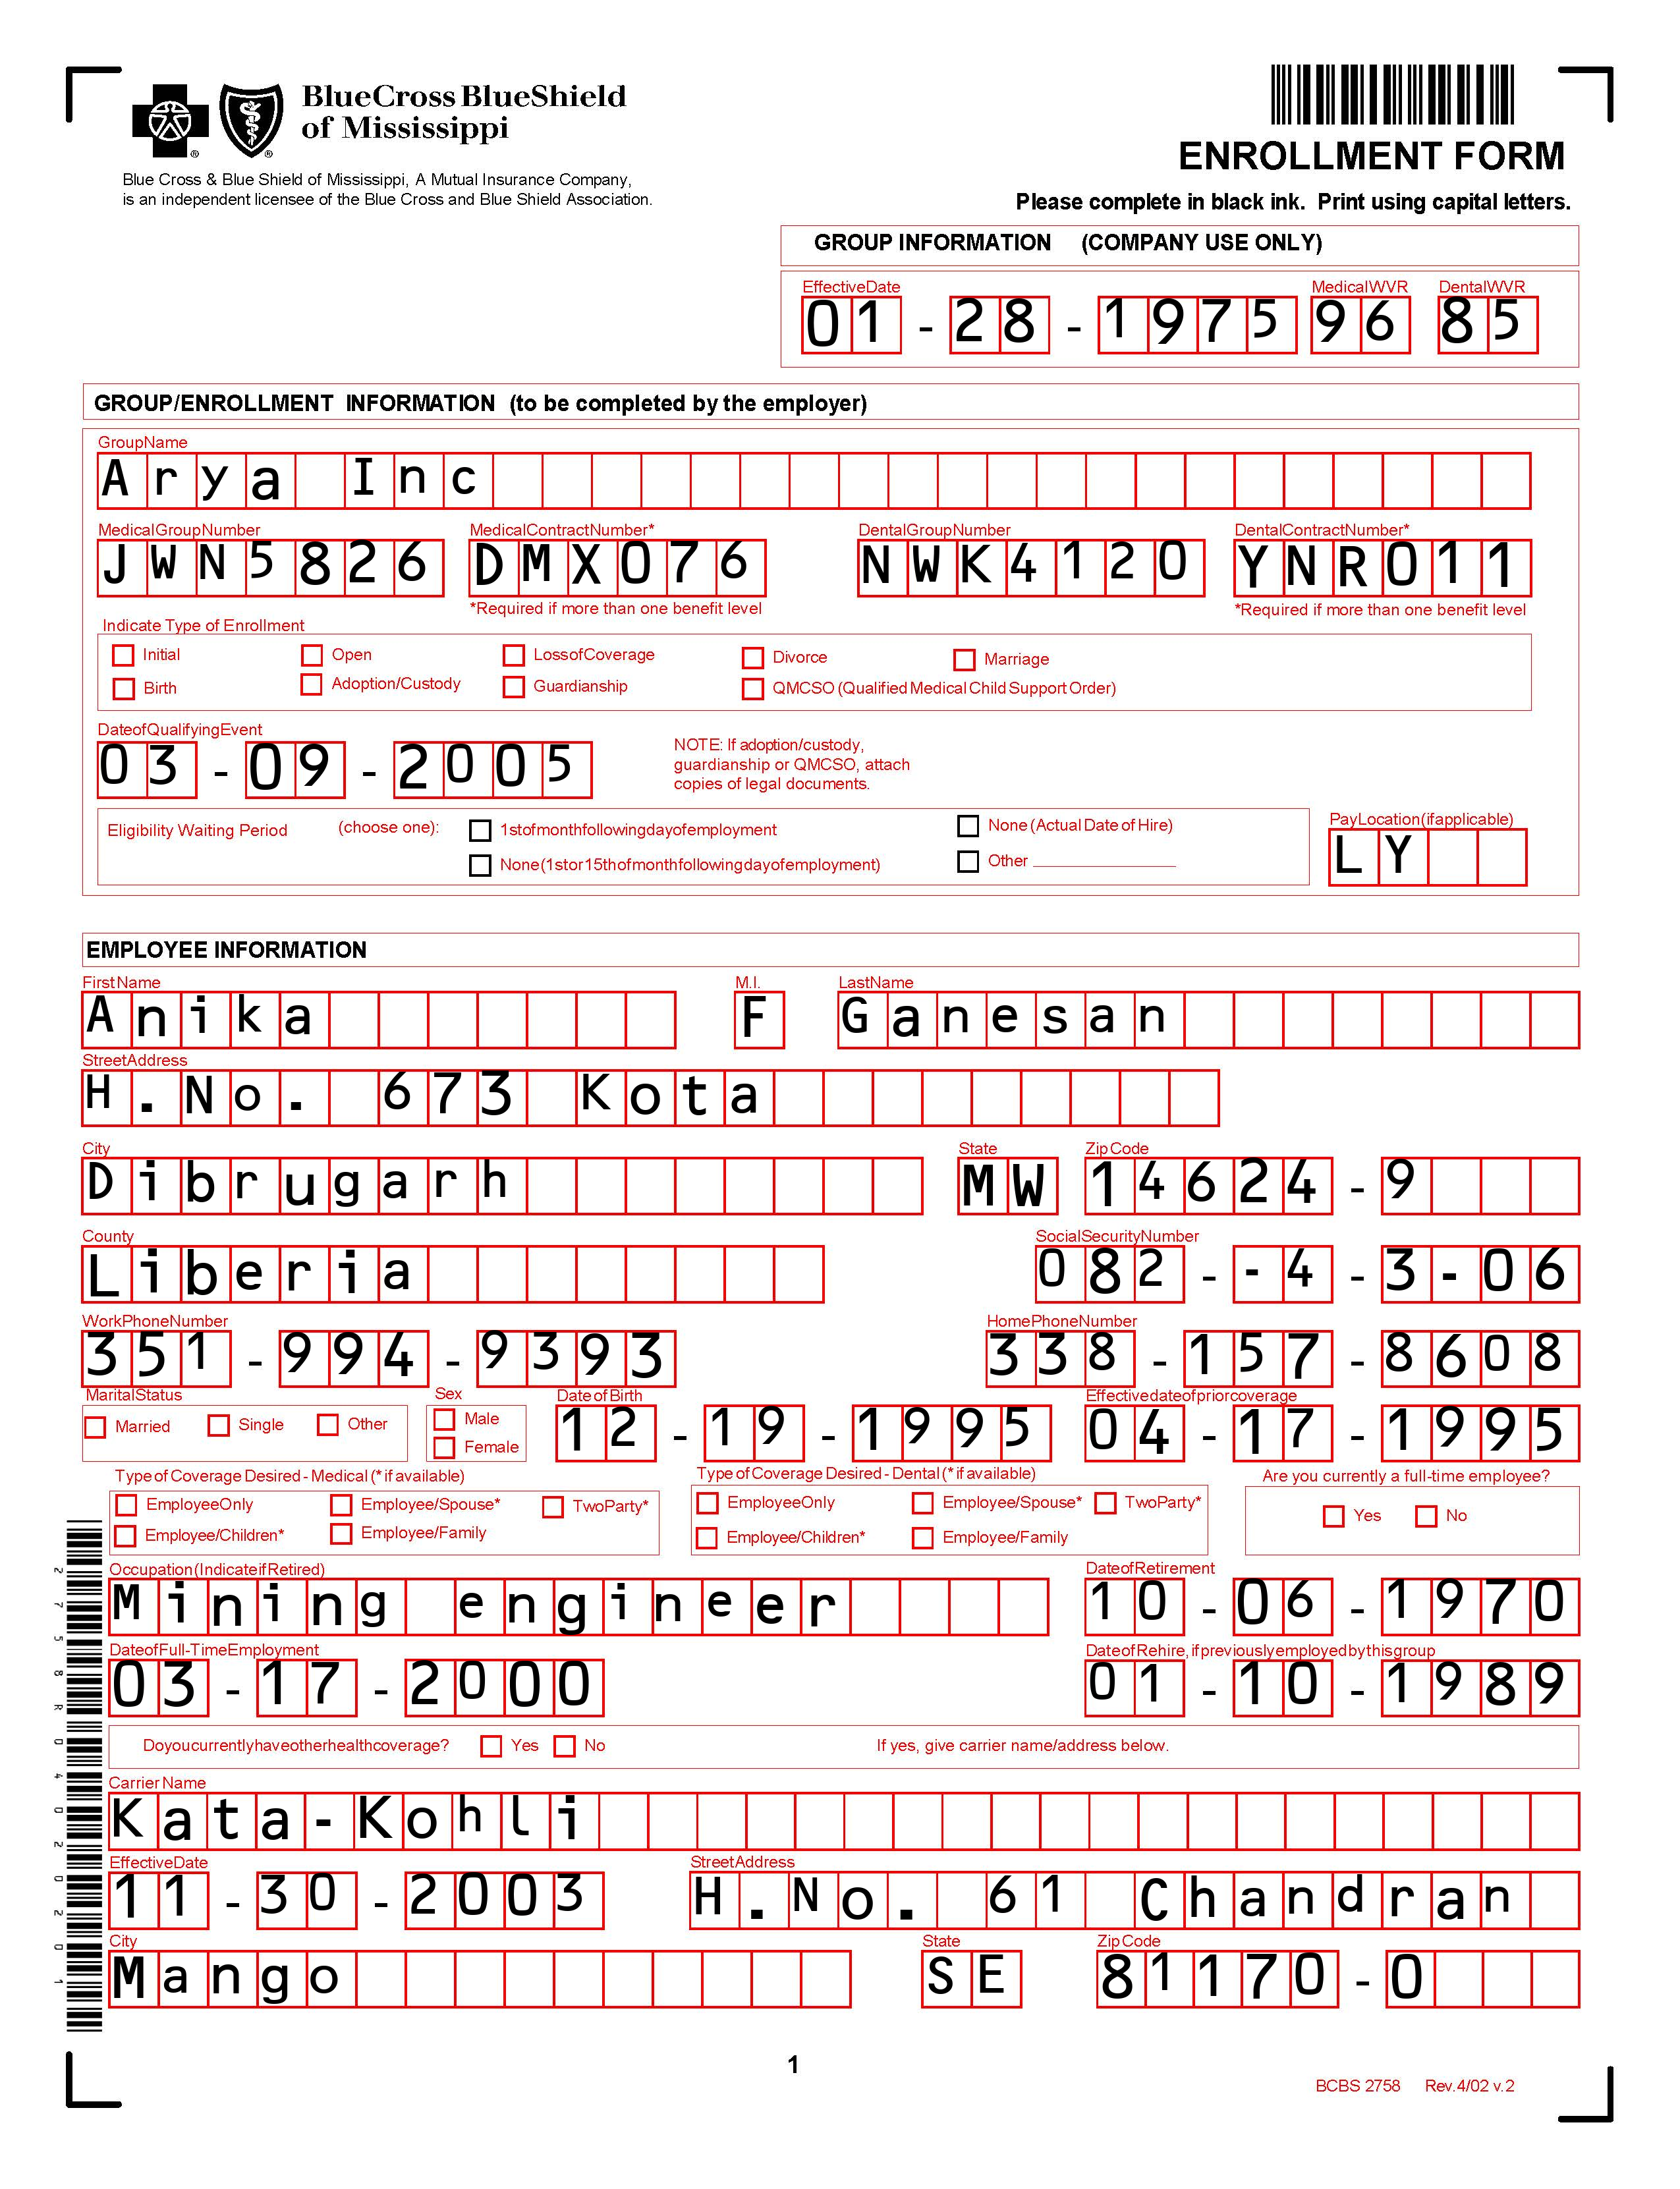 BlueCross BlueShield
of Mississippi
Blue Cross & Blue Shield of Mississippi, A Mutual Insurance Company,
is an independent licensee of the Blue Cross and Blue Shield Association.
ENROLLMENT FORM
Please complete in black ink. Print using capital letters.
GROUP INFORMATION (COMPANY USE ONLY)
EffectiveDate MedicalWVR DentalWVR
01-28-1975 96 85
GROUP/ENROLLMENT INFORMATION (to be completed by the employer)
GroupName
Arya Inc
MedicalGroupNumber MedicalContractNumber* DentalGroupNumber DentalContractNumber*
JWN5826 DMX076 NWK4120 YNR011
*Required if more than one benefit level *Required if more than one benefit level
Indicate Type of Enrollment
Initial Open LossofCoverage Divorce Marriage
Birth Adoption/Custody Guardianship QMCSO (Qualified Medical Child Support Order)
DateofQualifyingEvent
03-09-2005
NOTE: If adoption/custody,
guardianship or QMCSO, attach
copies of legal documents.
Eligibility Waiting Period (choose one): 1stofmonthfollowingdayofemployment None (Actual Date of Hire)
None(1stor15thofmonthfollowingdayofemployment) Other
PayLocation(ifapplicable)
LY
EMPLOYEE INFORMATION
FirstName M.I. LastName
Anika F Ganesan
StreetAddress
H.No. 673 Kota
City State Zip Code
Dibrugarh MW 14624-9
County SocialSecurityNumber
Liberia 082--4-3-06
WorkPhoneNumber HomePhoneNumber
351-994-9393 338-157-8608
MaritalStatus Sex Date of Birth Effectivedateofpriorcoverage
Married Single Other Male 12-19-1995 04-17-1995
Female
Type of Coverage Desired - Medical (* if available) Type of Coverage Desired - Dental (* if available) Are you currently a full-time employee?
EmployeeOnly Employee/Spouse* TwoParty* EmployeeOnly Employee/Spouse* TwoParty* Yes No
Employee/Children* Employee/Family Employee/Children* Employee/Family
Occupation (IndicateifRetired) DateofRetirement
Mining engineer 10-06-1970
DateofFull-TimeEmployment DateofRehire, ifpreviouslyemployedbythisgroup
03-17-2000 01-10-1989
Doyoucurrentlyhaveotherhealthcoverage? Yes No If yes, give carrier name/address below.
Carrier Name
Kata-Kohli
EffectiveDate StreetAddress
11-30-2003 H.No. 61 Chandran
City State Zip Code
Mango SE 81170-0
2758R04020201
1
BCBS 2758 Rev.4/02 v.2